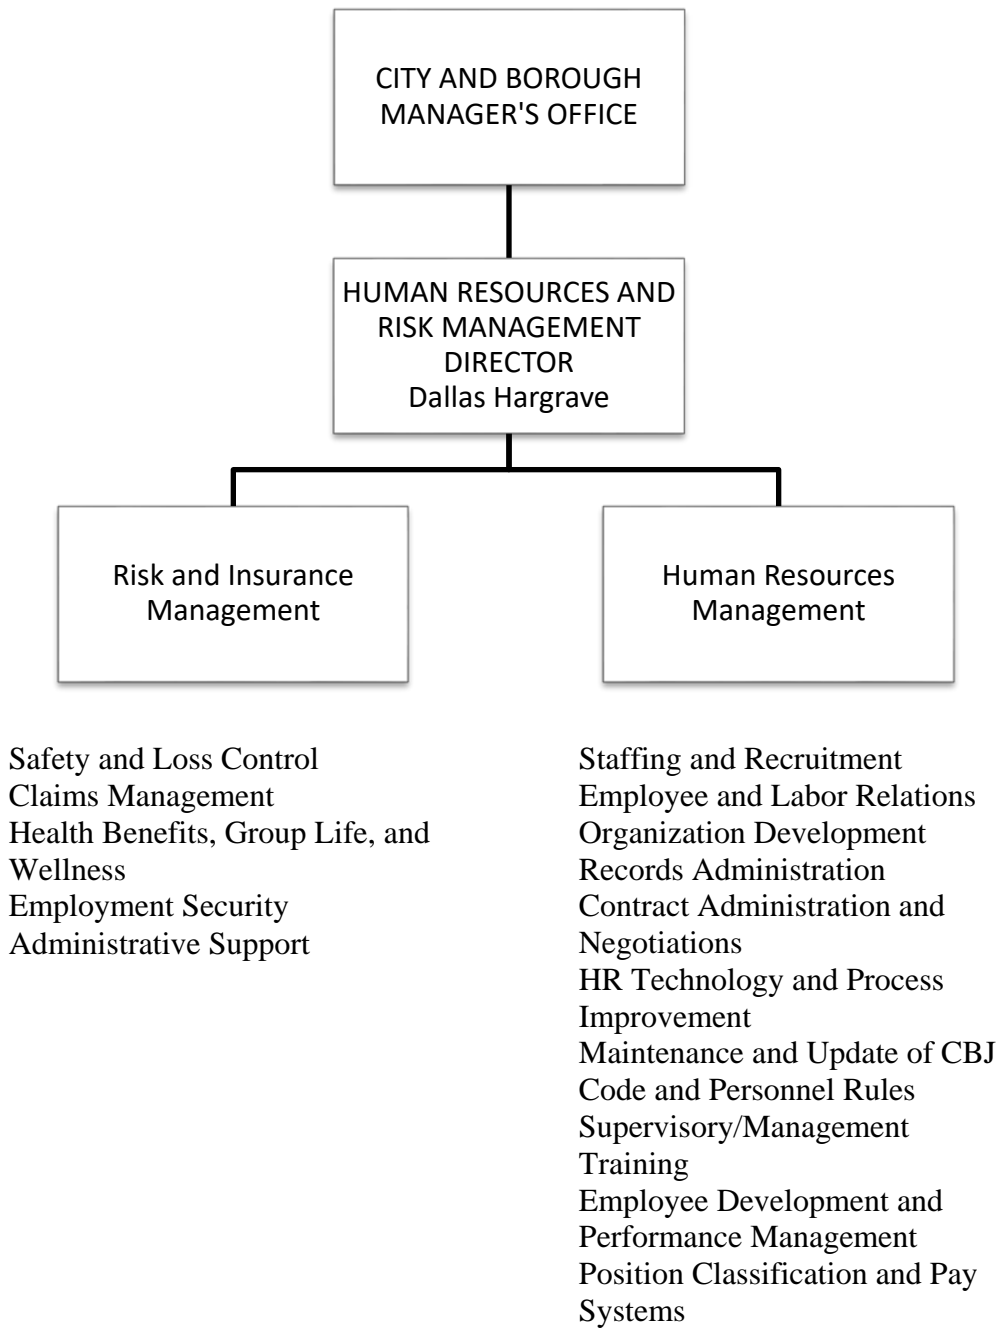 CITY AND BOROUGH
MANAGER'S OFFICE
HUMAN RESOURCES AND
RISK MANAGEMENT
DIRECTOR
Dallas Hargrave
Risk and Insurance
Management
Human Resources
Management
Safety and Loss Control
Claims Management
Health Benefits, Group Life, and
Wellness
Employment Security
Administrative Support
Staffing and Recruitment
Employee and Labor Relations
Organization Development
Records Administration
Contract Administration and
Negotiations
HR Technology and Process
Improvement
Maintenance and Update of CBJ
Code and Personnel Rules
Supervisory/Management
Training
Employee Development and
Performance Management
Position Classification and Pay
Systems